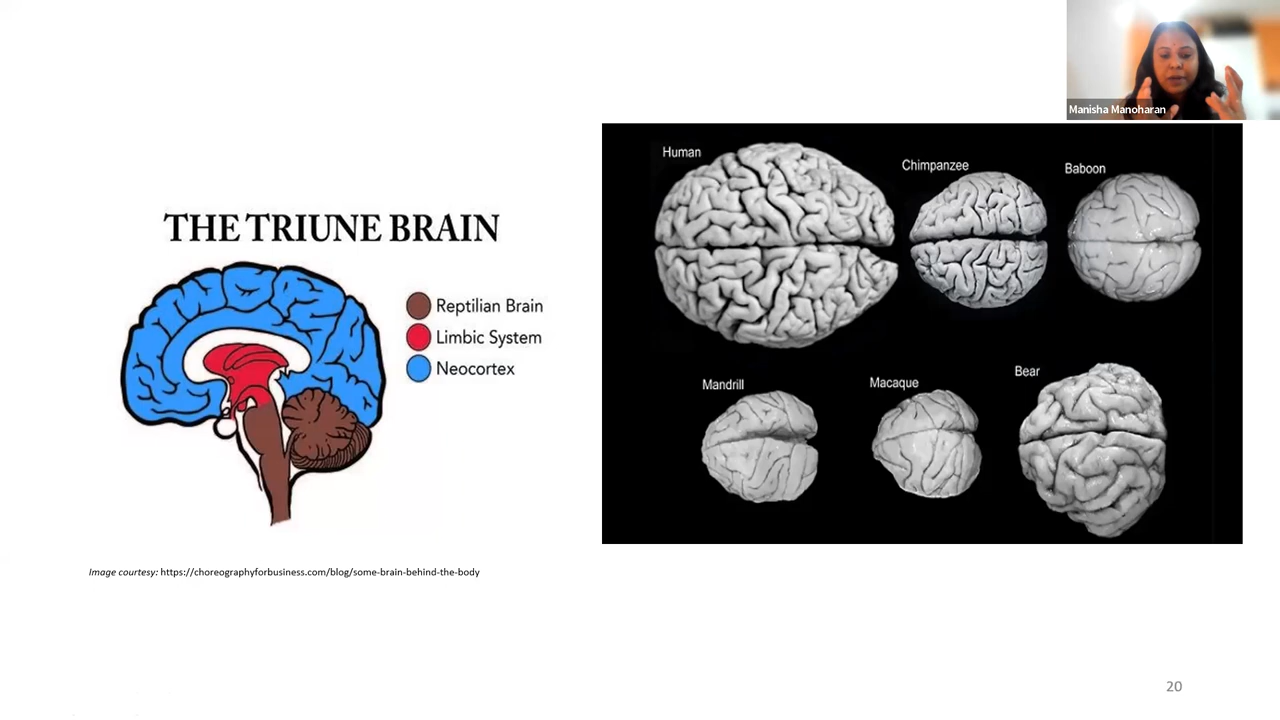 Manisha Manoharan
THE TRIUNE BRAIN
Reptilian Brain
Limbic System
Neocortex
Human
Chimpanzee
Baboon
Mandrill
Macaque
Bear
Image courtesy: https://choreographyforbusiness.com/blog/some-brain-behind-the-body
20